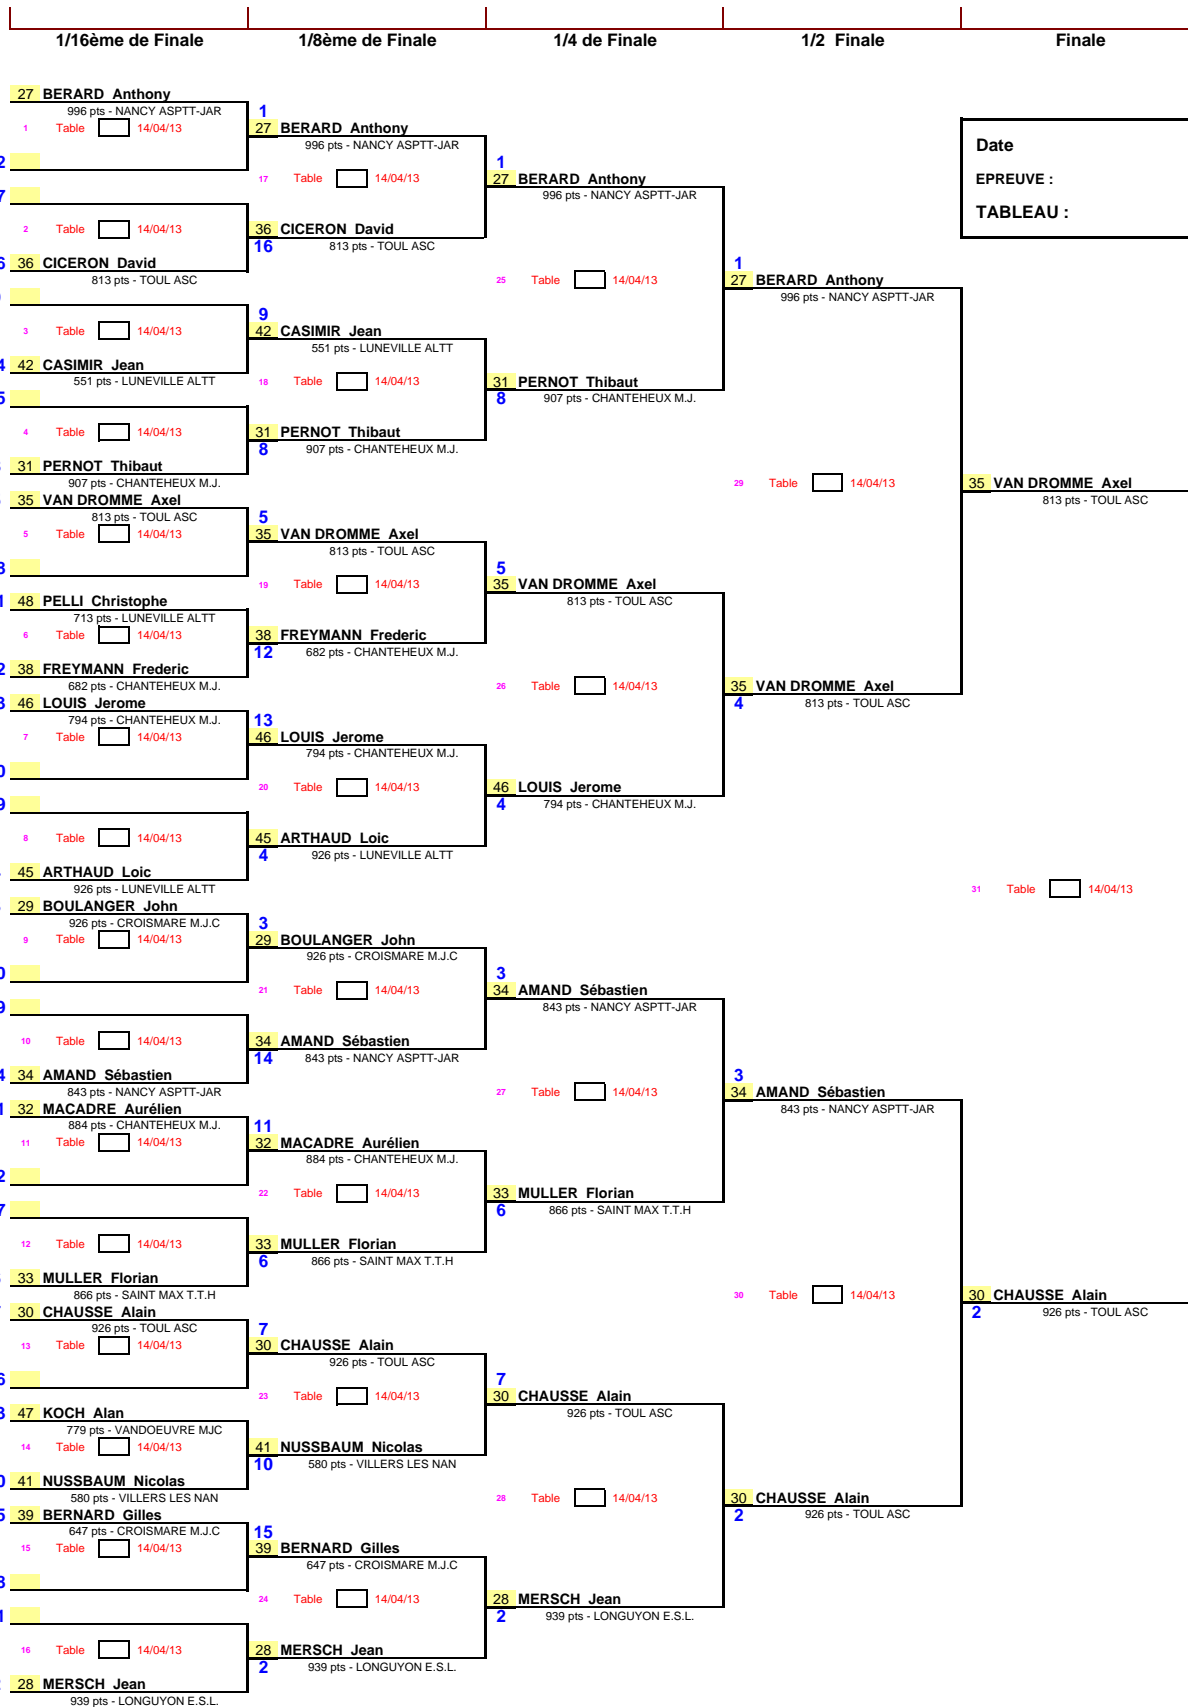 1/16ème de Finale
1/8ème de Finale
1/4 de Finale
1/2 Finale
Finale
Date
EPREUVE :
TABLEAU :
27 BERARD Anthony
996 pts - NANCY ASPTT-JAR
1 Table 14/04/13
2 Table 14/04/13
36 CICERON David
813 pts - TOUL ASC
3 Table 14/04/13
42 CASIMIR Jean
551 pts - LUNEVILLE ALTT
4 Table 14/04/13
31 PERNOT Thibaut
907 pts - CHANTEHEUX M.J.
35 VAN DROMME Axel
813 pts - TOUL ASC
5 Table 14/04/13
48 PELLI Christophe
713 pts - LUNEVILLE ALTT
6 Table 14/04/13
38 FREYMANN Frederic
682 pts - CHANTEHEUX M.J.
46 LOUIS Jerome
794 pts - CHANTEHEUX M.J.
7 Table 14/04/13
8 Table 14/04/13
45 ARTHAUD Loic
926 pts - LUNEVILLE ALTT
29 BOULANGER John
926 pts - CROISMARE M.J.C
9 Table 14/04/13
10 Table 14/04/13
34 AMAND Sébastien
843 pts - NANCY ASPTT-JAR
32 MACADRE Aurélien
884 pts - CHANTEHEUX M.J.
11 Table 14/04/13
12 Table 14/04/13
33 MULLER Florian
866 pts - SAINT MAX T.T.H
30 CHAUSSE Alain
926 pts - TOUL ASC
13 Table 14/04/13
47 KOCH Alan
779 pts - VANDOEUVRE MJC
14 Table 14/04/13
41 NUSSBAUM Nicolas
580 pts - VILLERS LES NAN
39 BERNARD Gilles
647 pts - CROISMARE M.J.C
15 Table 14/04/13
16 Table 14/04/13
28 MERSCH Jean
939 pts - LONGUYON E.S.L.
1
27 BERARD Anthony
996 pts - NANCY ASPTT-JAR
17 Table 14/04/13
36 CICERON David
16 813 pts - TOUL ASC
9
42 CASIMIR Jean
551 pts - LUNEVILLE ALTT
18 Table 14/04/13
31 PERNOT Thibaut
8 907 pts - CHANTEHEUX M.J.
5
35 VAN DROMME Axel
813 pts - TOUL ASC
19 Table 14/04/13
38 FREYMANN Frederic
12 682 pts - CHANTEHEUX M.J.
13
46 LOUIS Jerome
794 pts - CHANTEHEUX M.J.
20 Table 14/04/13
45 ARTHAUD Loic
4 926 pts - LUNEVILLE ALTT
3
29 BOULANGER John
926 pts - CROISMARE M.J.C
21 Table 14/04/13
34 AMAND Sébastien
14 843 pts - NANCY ASPTT-JAR
11
32 MACADRE Aurélien
884 pts - CHANTEHEUX M.J.
22 Table 14/04/13
33 MULLER Florian
6 866 pts - SAINT MAX T.T.H
7
30 CHAUSSE Alain
926 pts - TOUL ASC
23 Table 14/04/13
41 NUSSBAUM Nicolas
10 580 pts - VILLERS LES NAN
15
39 BERNARD Gilles
647 pts - CROISMARE M.J.C
24 Table 14/04/13
28 MERSCH Jean
2 939 pts - LONGUYON E.S.L.
1
27 BERARD Anthony
996 pts - NANCY ASPTT-JAR
25 Table 14/04/13
31 PERNOT Thibaut
8 907 pts - CHANTEHEUX M.J.
5
35 VAN DROMME Axel
813 pts - TOUL ASC
26 Table 14/04/13
46 LOUIS Jerome
4 794 pts - CHANTEHEUX M.J.
3
34 AMAND Sébastien
843 pts - NANCY ASPTT-JAR
27 Table 14/04/13
33 MULLER Florian
6 866 pts - SAINT MAX T.T.H
7
30 CHAUSSE Alain
926 pts - TOUL ASC
28 Table 14/04/13
28 MERSCH Jean
2 939 pts - LONGUYON E.S.L.
1
27 BERARD Anthony
996 pts - NANCY ASPTT-JAR
29 Table 14/04/13
35 VAN DROMME Axel
4 813 pts - TOUL ASC
3
34 AMAND Sébastien
843 pts - NANCY ASPTT-JAR
30 Table 14/04/13
30 CHAUSSE Alain
2 926 pts - TOUL ASC
35 VAN DROMME Axel
813 pts - TOUL ASC
31 Table 14/04/13
30 CHAUSSE Alain
2 926 pts - TOUL ASC